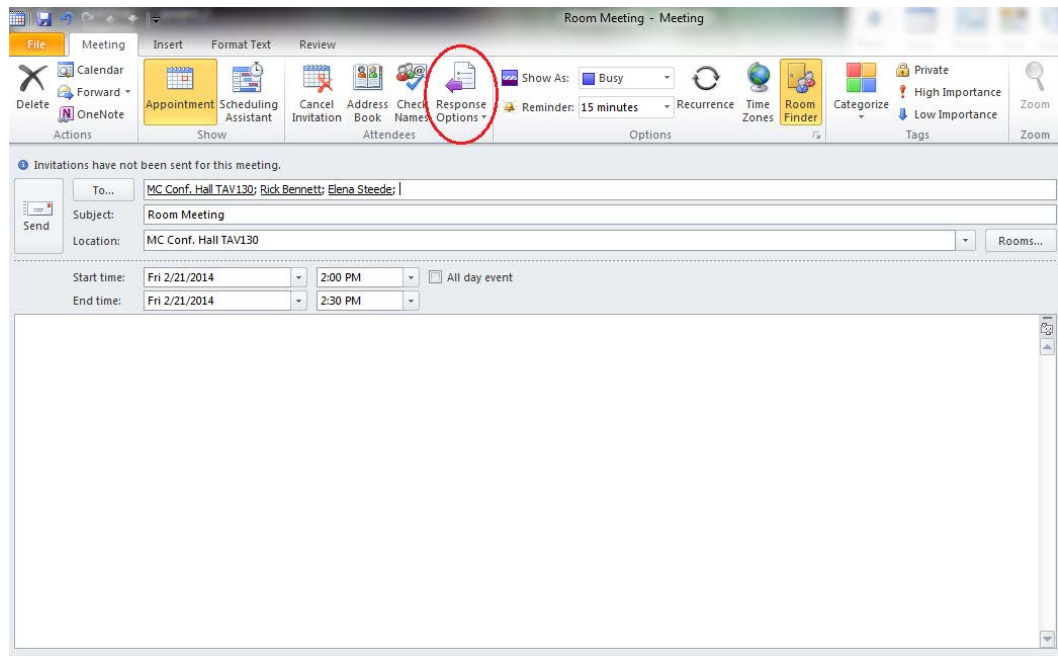 Room Meeting - Meeting
File Meeting Insert Format Text Review
Delete
Calendar
Forward
OneNote
Actions
Appointment
Scheduling Assistant
Show
Cancel Invitation
Address Book
Check Names
Response Options
Attendees
Show As: Busy
Reminder: 15 minutes
Recurrence
Time Zones
Room Finder
Options
Categorize
Private
High Importance
Low Importance
Tags
Zoom
Zoom
Invitations have not been sent for this meeting.
Send
To... MC Conf. Hall TAV130; Rick Bennett; Elena Steede;
Subject: Room Meeting
Location: MC Conf. Hall TAV130 Rooms...
Start time: Fri 2/21/2014 2:00 PM All day event
End time: Fri 2/21/2014 2:30 PM